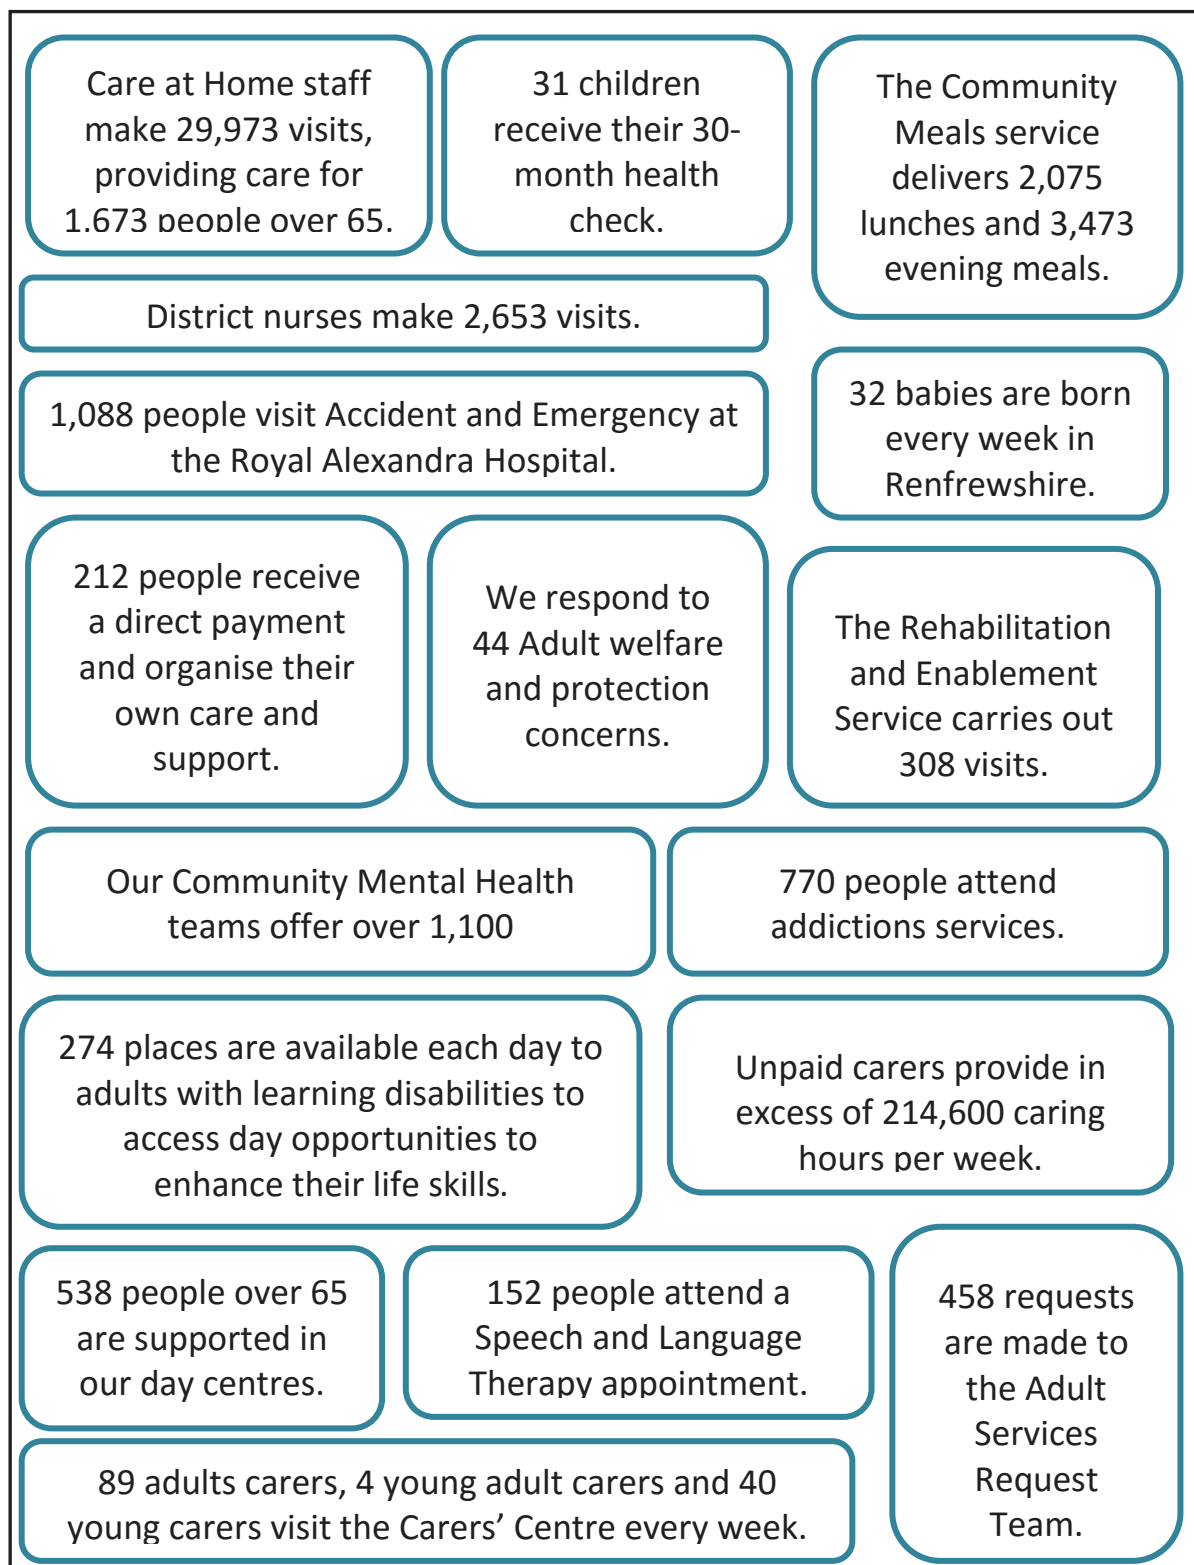 Care at Home staff
make 29,973 visits,
providing care for
1,673 people over 65.
31 children
receive their 30-
month health
check.
The Community
Meals service
delivers 2,075
lunches and 3,473
evening meals.
District nurses make 2,653 visits.
1,088 people visit Accident and Emergency at
the Royal Alexandra Hospital.
32 babies are born
every week in
Renfrewshire.
212 people receive
a direct payment
and organise their
own care and
support.
We respond to
44 Adult welfare
and protection
concerns.
The Rehabilitation
and Enablement
Service carries out
308 visits.
Our Community Mental Health
teams offer over 1,100
770 people attend
addictions services.
274 places are available each day to
adults with learning disabilities to
access day opportunities to
enhance their life skills.
Unpaid carers provide in
excess of 214,600 caring
hours per week.
538 people over 65
are supported in
our day centres.
152 people attend a
Speech and Language
Therapy appointment.
458 requests
are made to
the Adult
Services
Request
Team.
89 adults carers, 4 young adult carers and 40
young carers visit the Carers’ Centre every week.